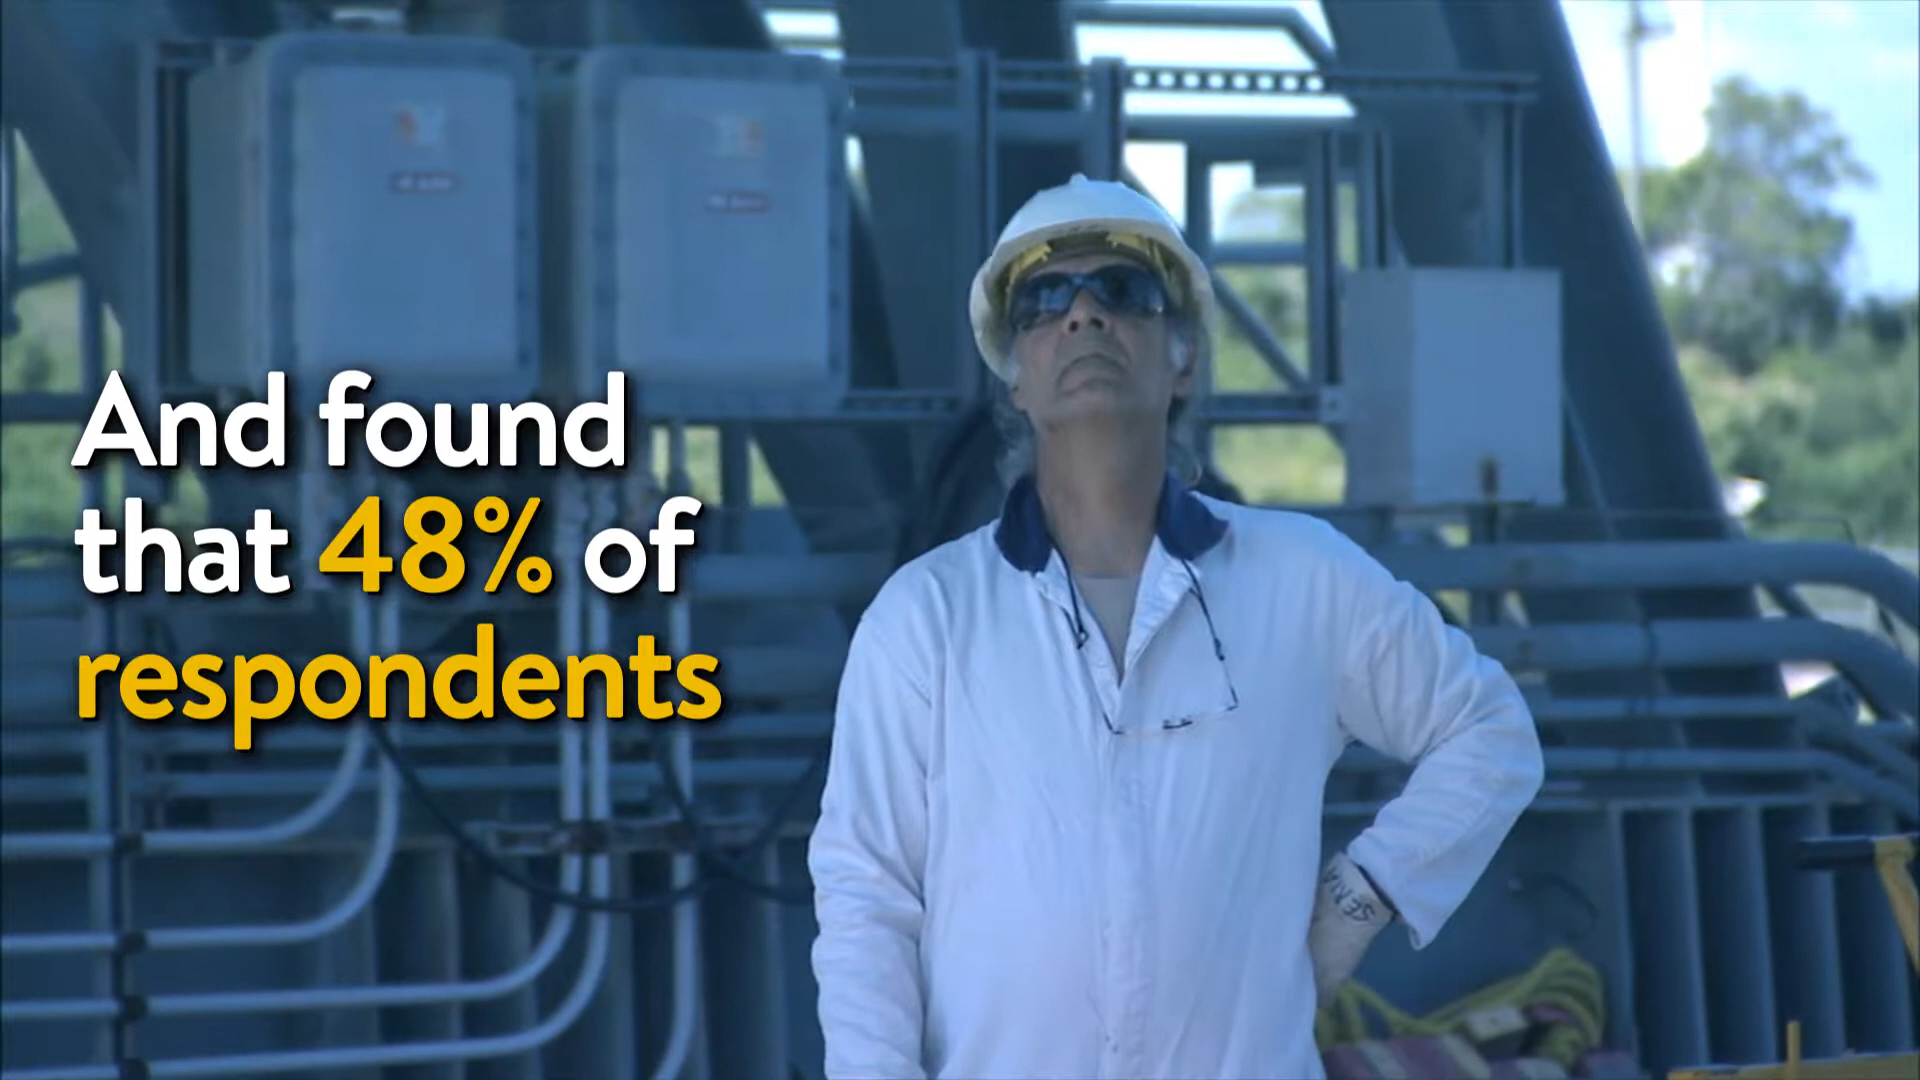 And found
that 48% of
respondents